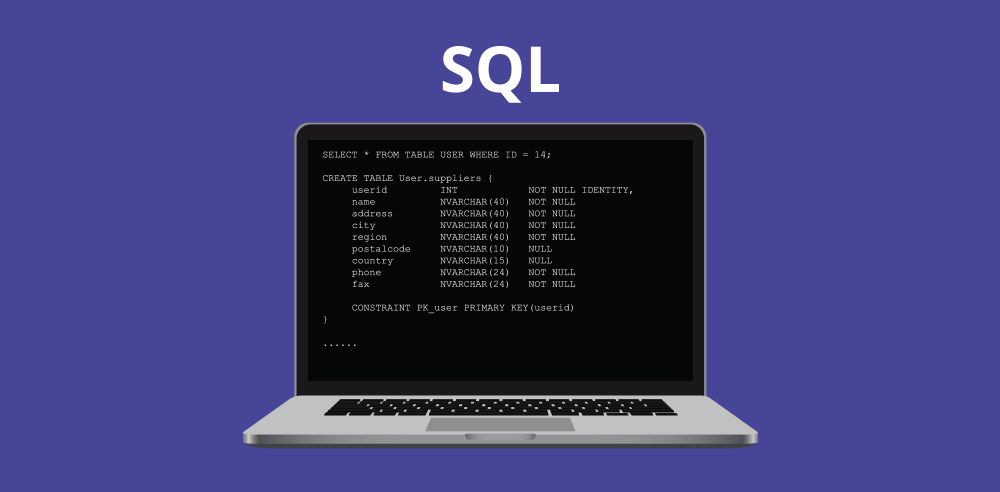 SQL
SELECT * FROM TABLE USER WHERE ID = 14;
CREATE TABLE User.suppliers {
userid INT NOT NULL IDENTITY,
name NVARCHAR(40) NOT NULL
address NVARCHAR(40) NOT NULL
city NVARCHAR(40) NOT NULL
region NVARCHAR(40) NOT NULL
postalcode NVARCHAR(10) NULL
country NVARCHAR(15) NULL
phone NVARCHAR(24) NOT NULL
fax NVARCHAR(24) NOT NULL
CONSTRAINT PK_user PRIMARY KEY(userid)
}
......